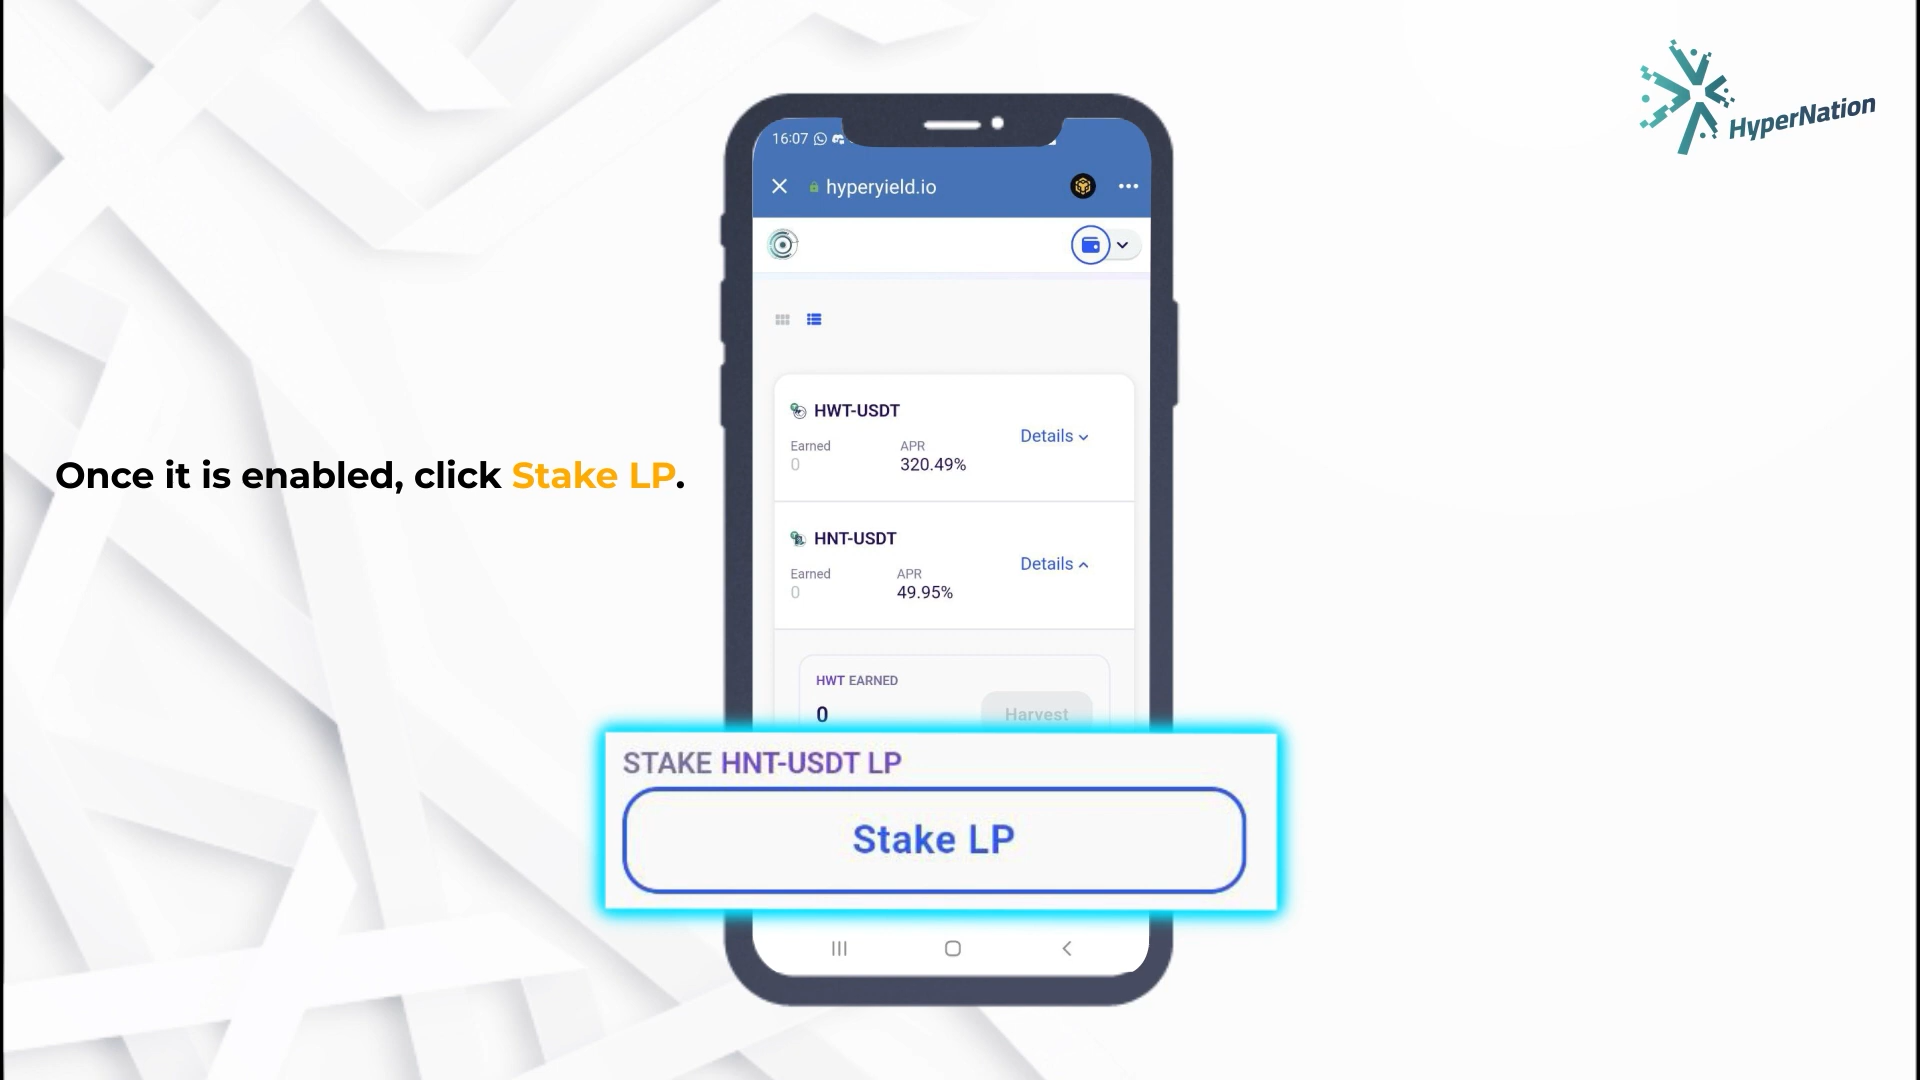 HyperNation
16:07
hyperyield.io
HWT-USDT
Earned
APR
Details
0
320.49%
Once it is enabled, click Stake LP.
HNT-USDT
Earned
APR
Details
0
49.95%
HWT EARNED
0
Harvest
STAKE HNT-USDT LP
Stake LP